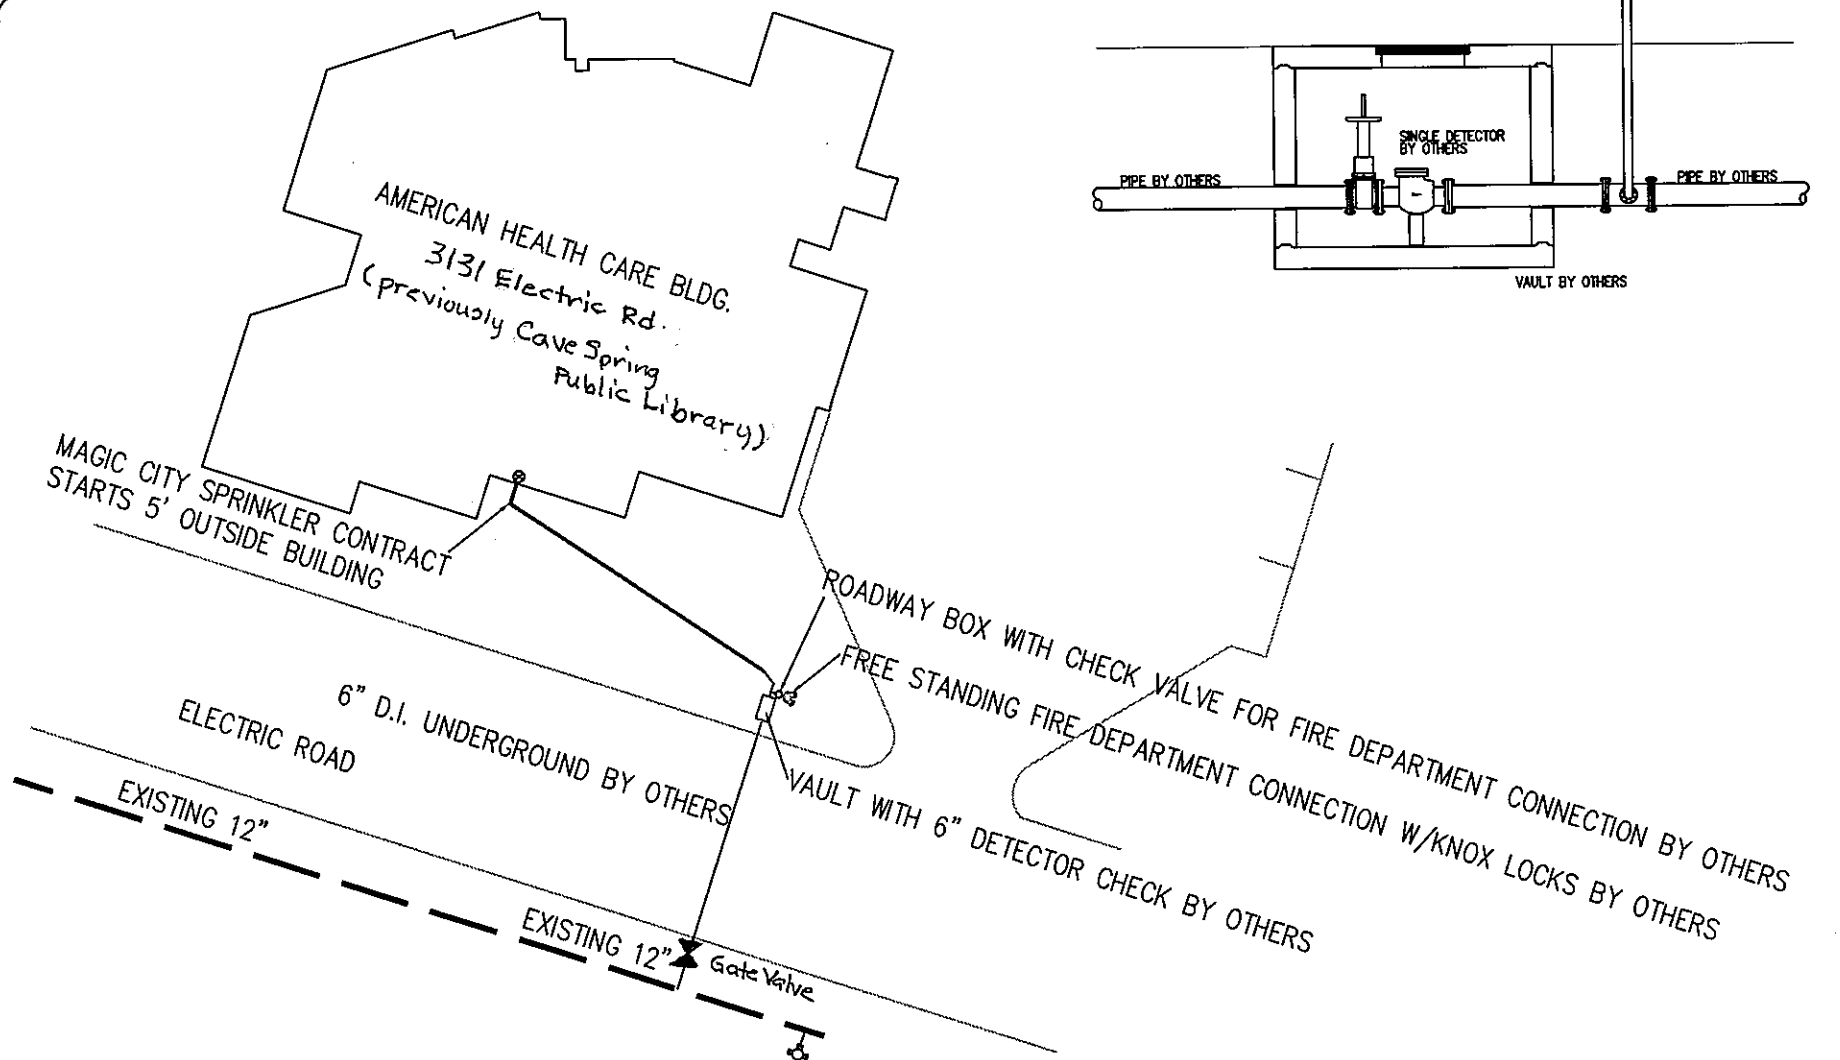 SINGLE DETECTOR
BY OTHERS
PIPE BY OTHERS
PIPE BY OTHERS
VAULT BY OTHERS
AMERICAN HEALTH CARE BLDG.
3131 Electric Rd.
(previously Cave Spring
Public Library)
MAGIC CITY SPRINKLER CONTRACT
STARTS 5' OUTSIDE BUILDING
ROADWAY BOX WITH CHECK VALVE FOR FIRE DEPARTMENT CONNECTION BY OTHERS
FREE STANDING FIRE DEPARTMENT CONNECTION W/KNOX LOCKS BY OTHERS
6" D.I. UNDERGROUND BY OTHERS
ELECTRIC ROAD
VAULT WITH 6" DETECTOR CHECK BY OTHERS
EXISTING 12"
EXISTING 12"
Gate Valve